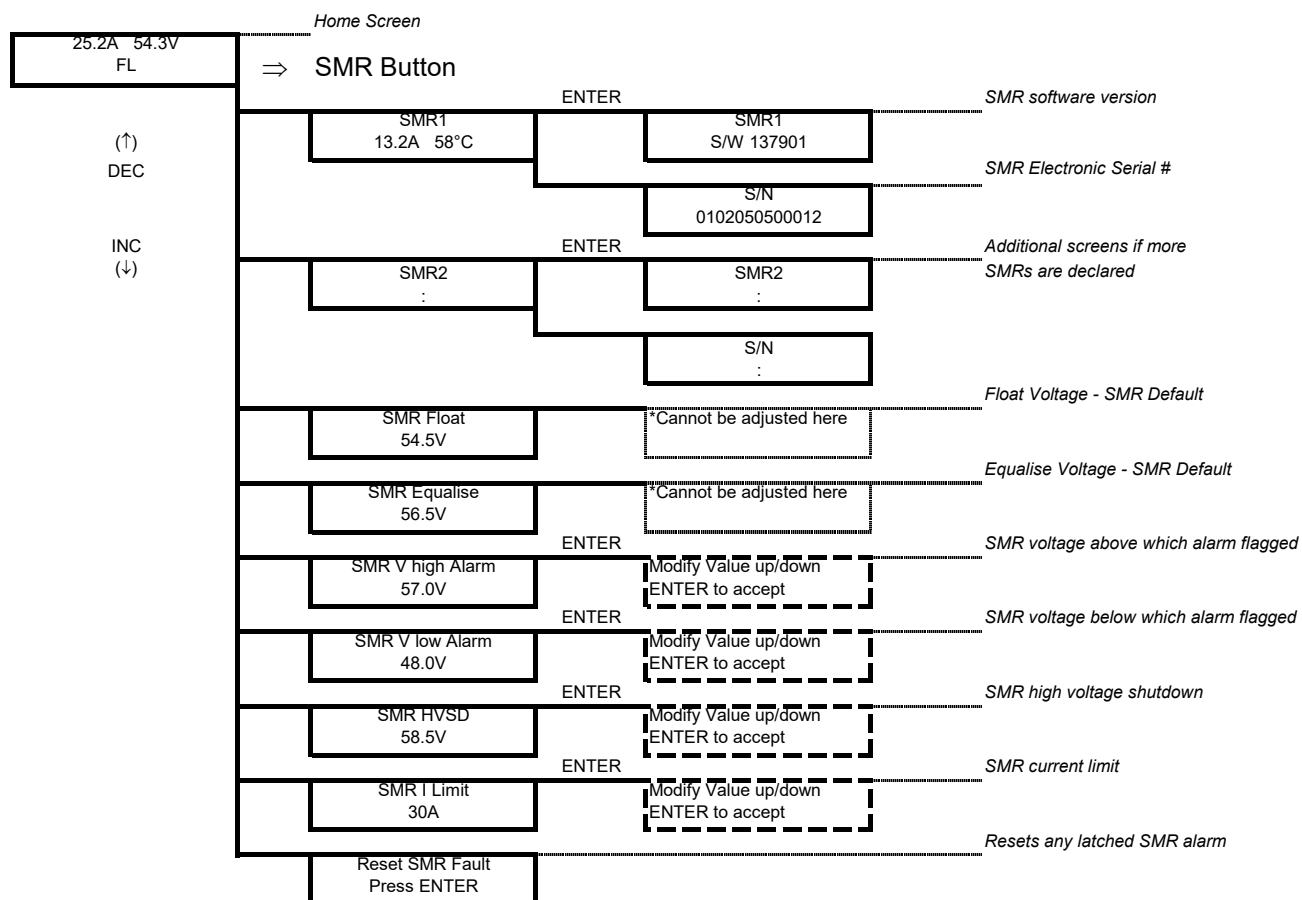 Home Screen
25.2A 54.3V
FL
⇒ SMR Button
ENTER
SMR software version
SMR1
13.2A 58°C
SMR1
S/W 137901
(↑)
DEC
SMR Electronic Serial #
S/N
0102050500012
INC
(↓)
ENTER
Additional screens if more
SMRs are declared
SMR2
:
SMR2
:
S/N
:
Float Voltage - SMR Default
SMR Float
54.5V
*Cannot be adjusted here
Equalise Voltage - SMR Default
SMR Equalise
56.5V
*Cannot be adjusted here
ENTER
SMR voltage above which alarm flagged
SMR V high Alarm
57.0V
Modify Value up/down
ENTER to accept
ENTER
SMR voltage below which alarm flagged
SMR V low Alarm
48.0V
Modify Value up/down
ENTER to accept
ENTER
SMR high voltage shutdown
SMR HVSD
58.5V
Modify Value up/down
ENTER to accept
ENTER
SMR current limit
SMR I Limit
30A
Modify Value up/down
ENTER to accept
Resets any latched SMR alarm
Reset SMR Fault
Press ENTER